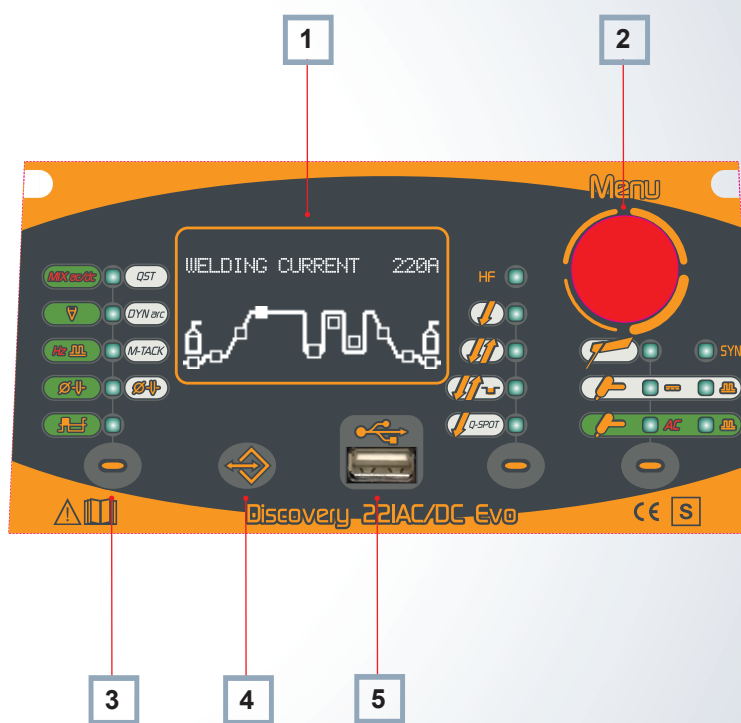 1 2
Menu
WELDING CURRENT 220A
HF
MIX ac/dc QST
DYN arc
Hz M-TACK
SYN
Q-SPOT
AC
Discovery 221AC/DC Evo
CE S
3 4 5